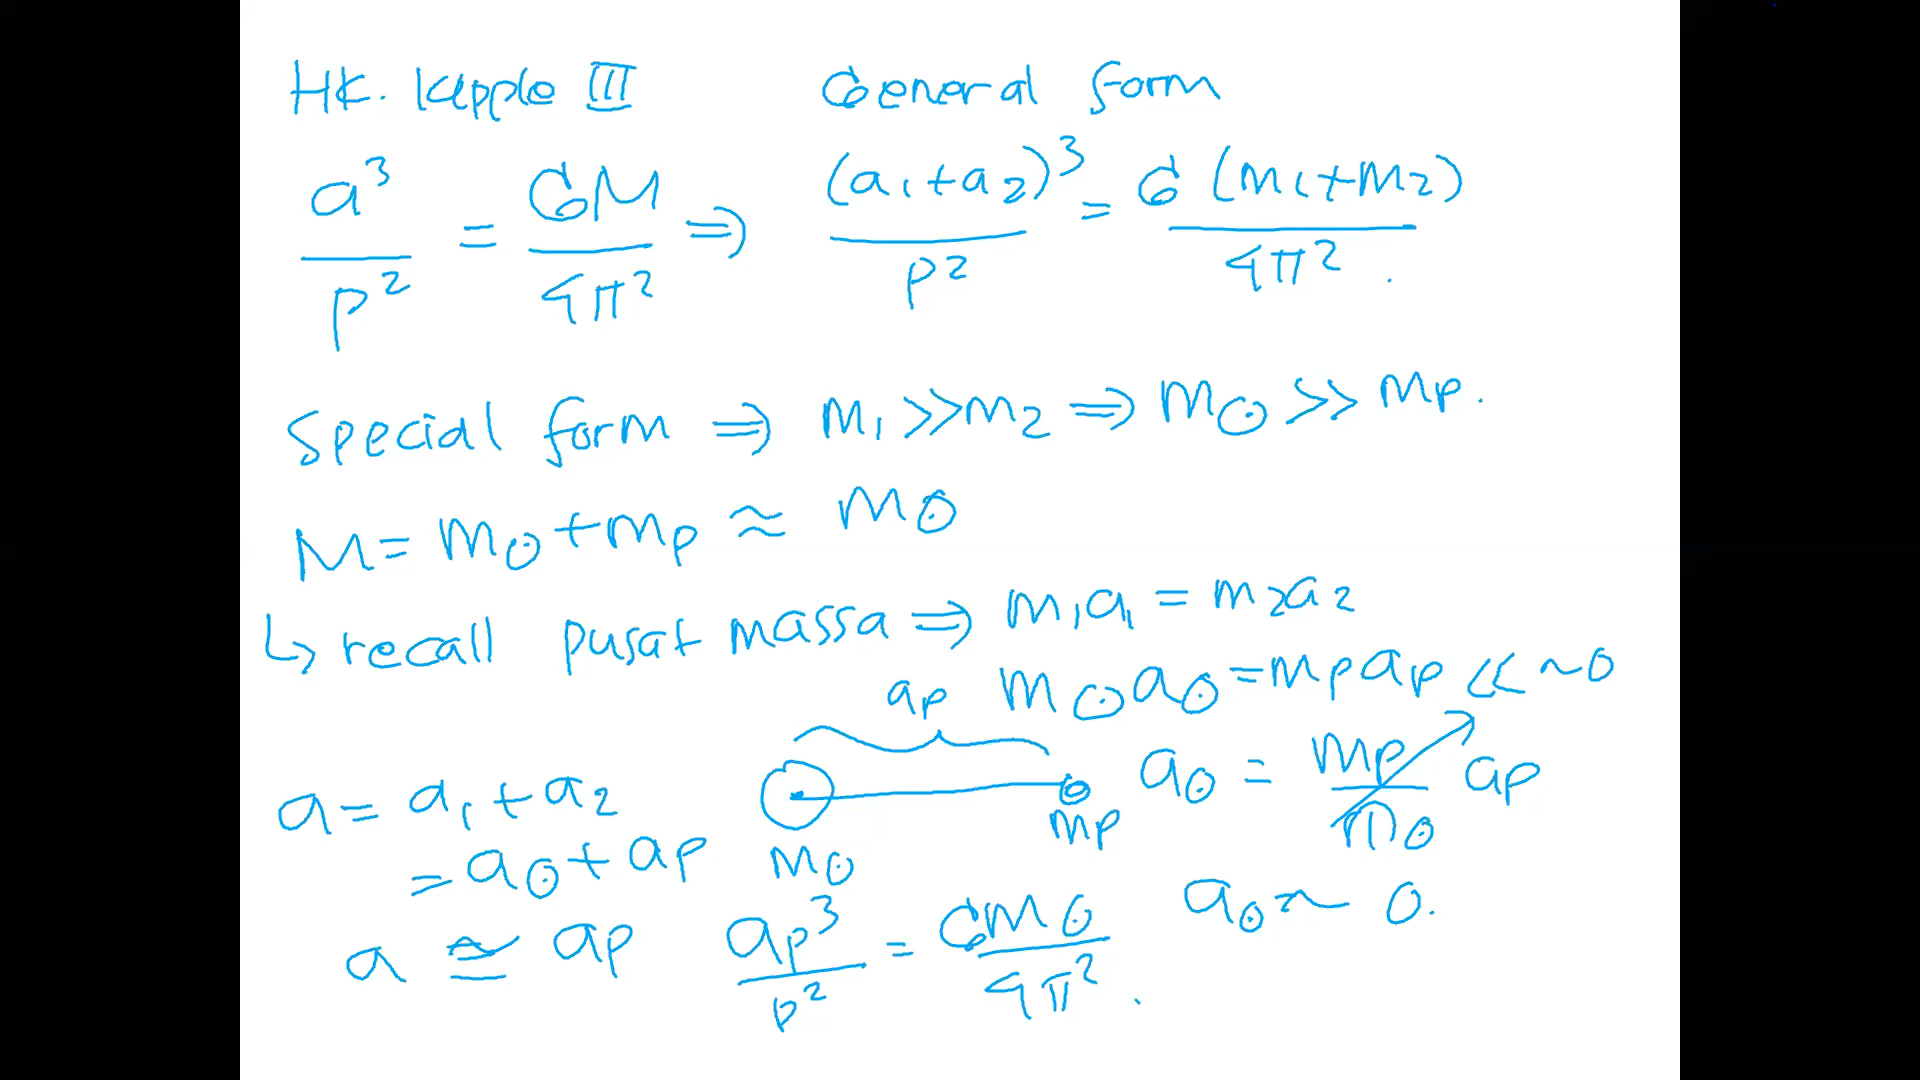 HK. Kepple III General form
a³/P² = GM/4π² ⇒ (a₁+a₂)³/P² = G(m₁+m₂)/4π².
Special form ⇒ m₁ >> m₂ ⇒ m⊙ >> mp.
M = m⊙ + mp ≈ m⊙
↳ recall pusat massa ⇒ m₁a₁ = m₂a₂
ap m⊙a⊙ = mp ap << ~0
a = a₁ + a₂ a⊙ = mp/m⊙ ap
mp
= a⊙ + ap m⊙
a⊙ ~ 0.
a ≅ ap ap³/P² = GM⊙/4π².